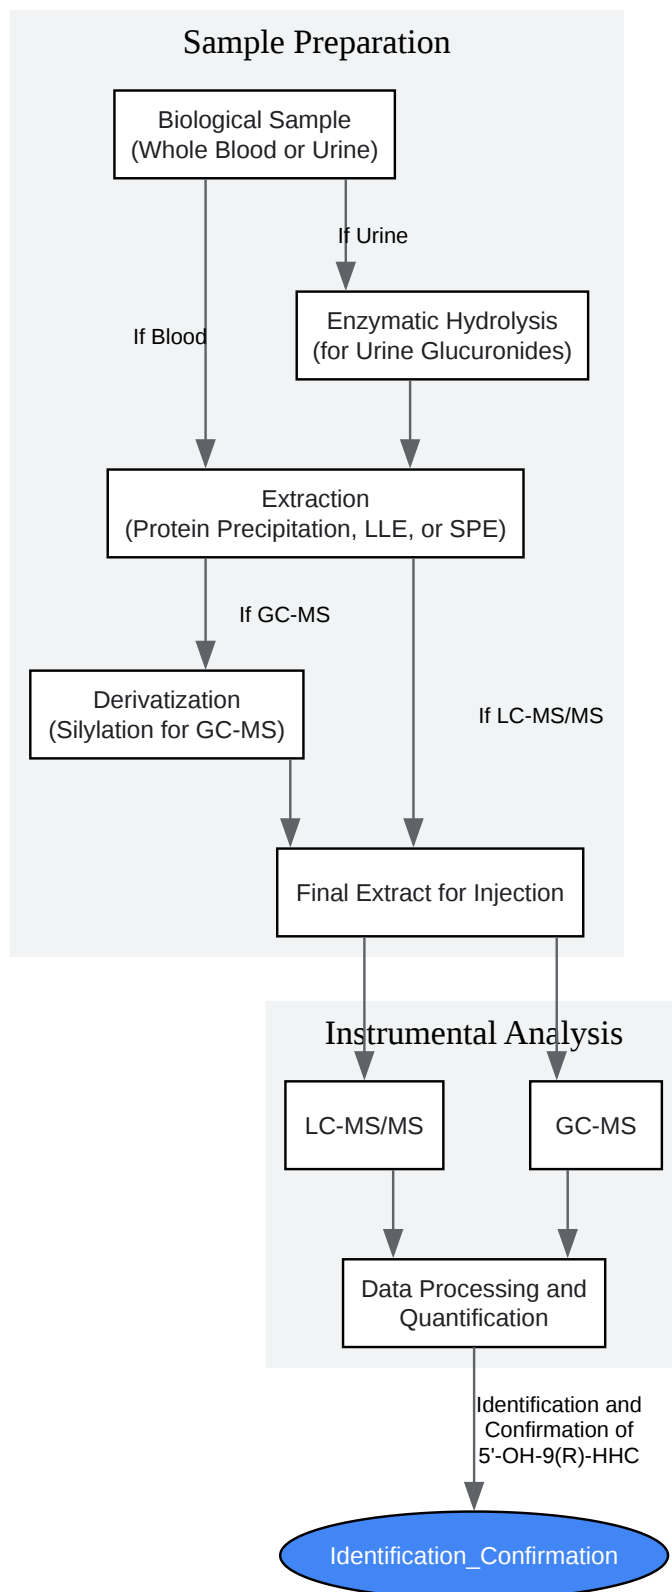 Sample Preparation
Biological Sample
(Whole Blood or Urine)
If Urine
Enzymatic Hydrolysis
(for Urine Glucuronides)
If Blood
Extraction
(Protein Precipitation, LLE, or SPE)
If GC-MS
Derivatization
(Silylation for GC-MS)
If LC-MS/MS
Final Extract for Injection
Instrumental Analysis
LC-MS/MS
GC-MS
Data Processing and
Quantification
Identification and
Confirmation of
5'-OH-9(R)-HHC
Identification_Confirmation